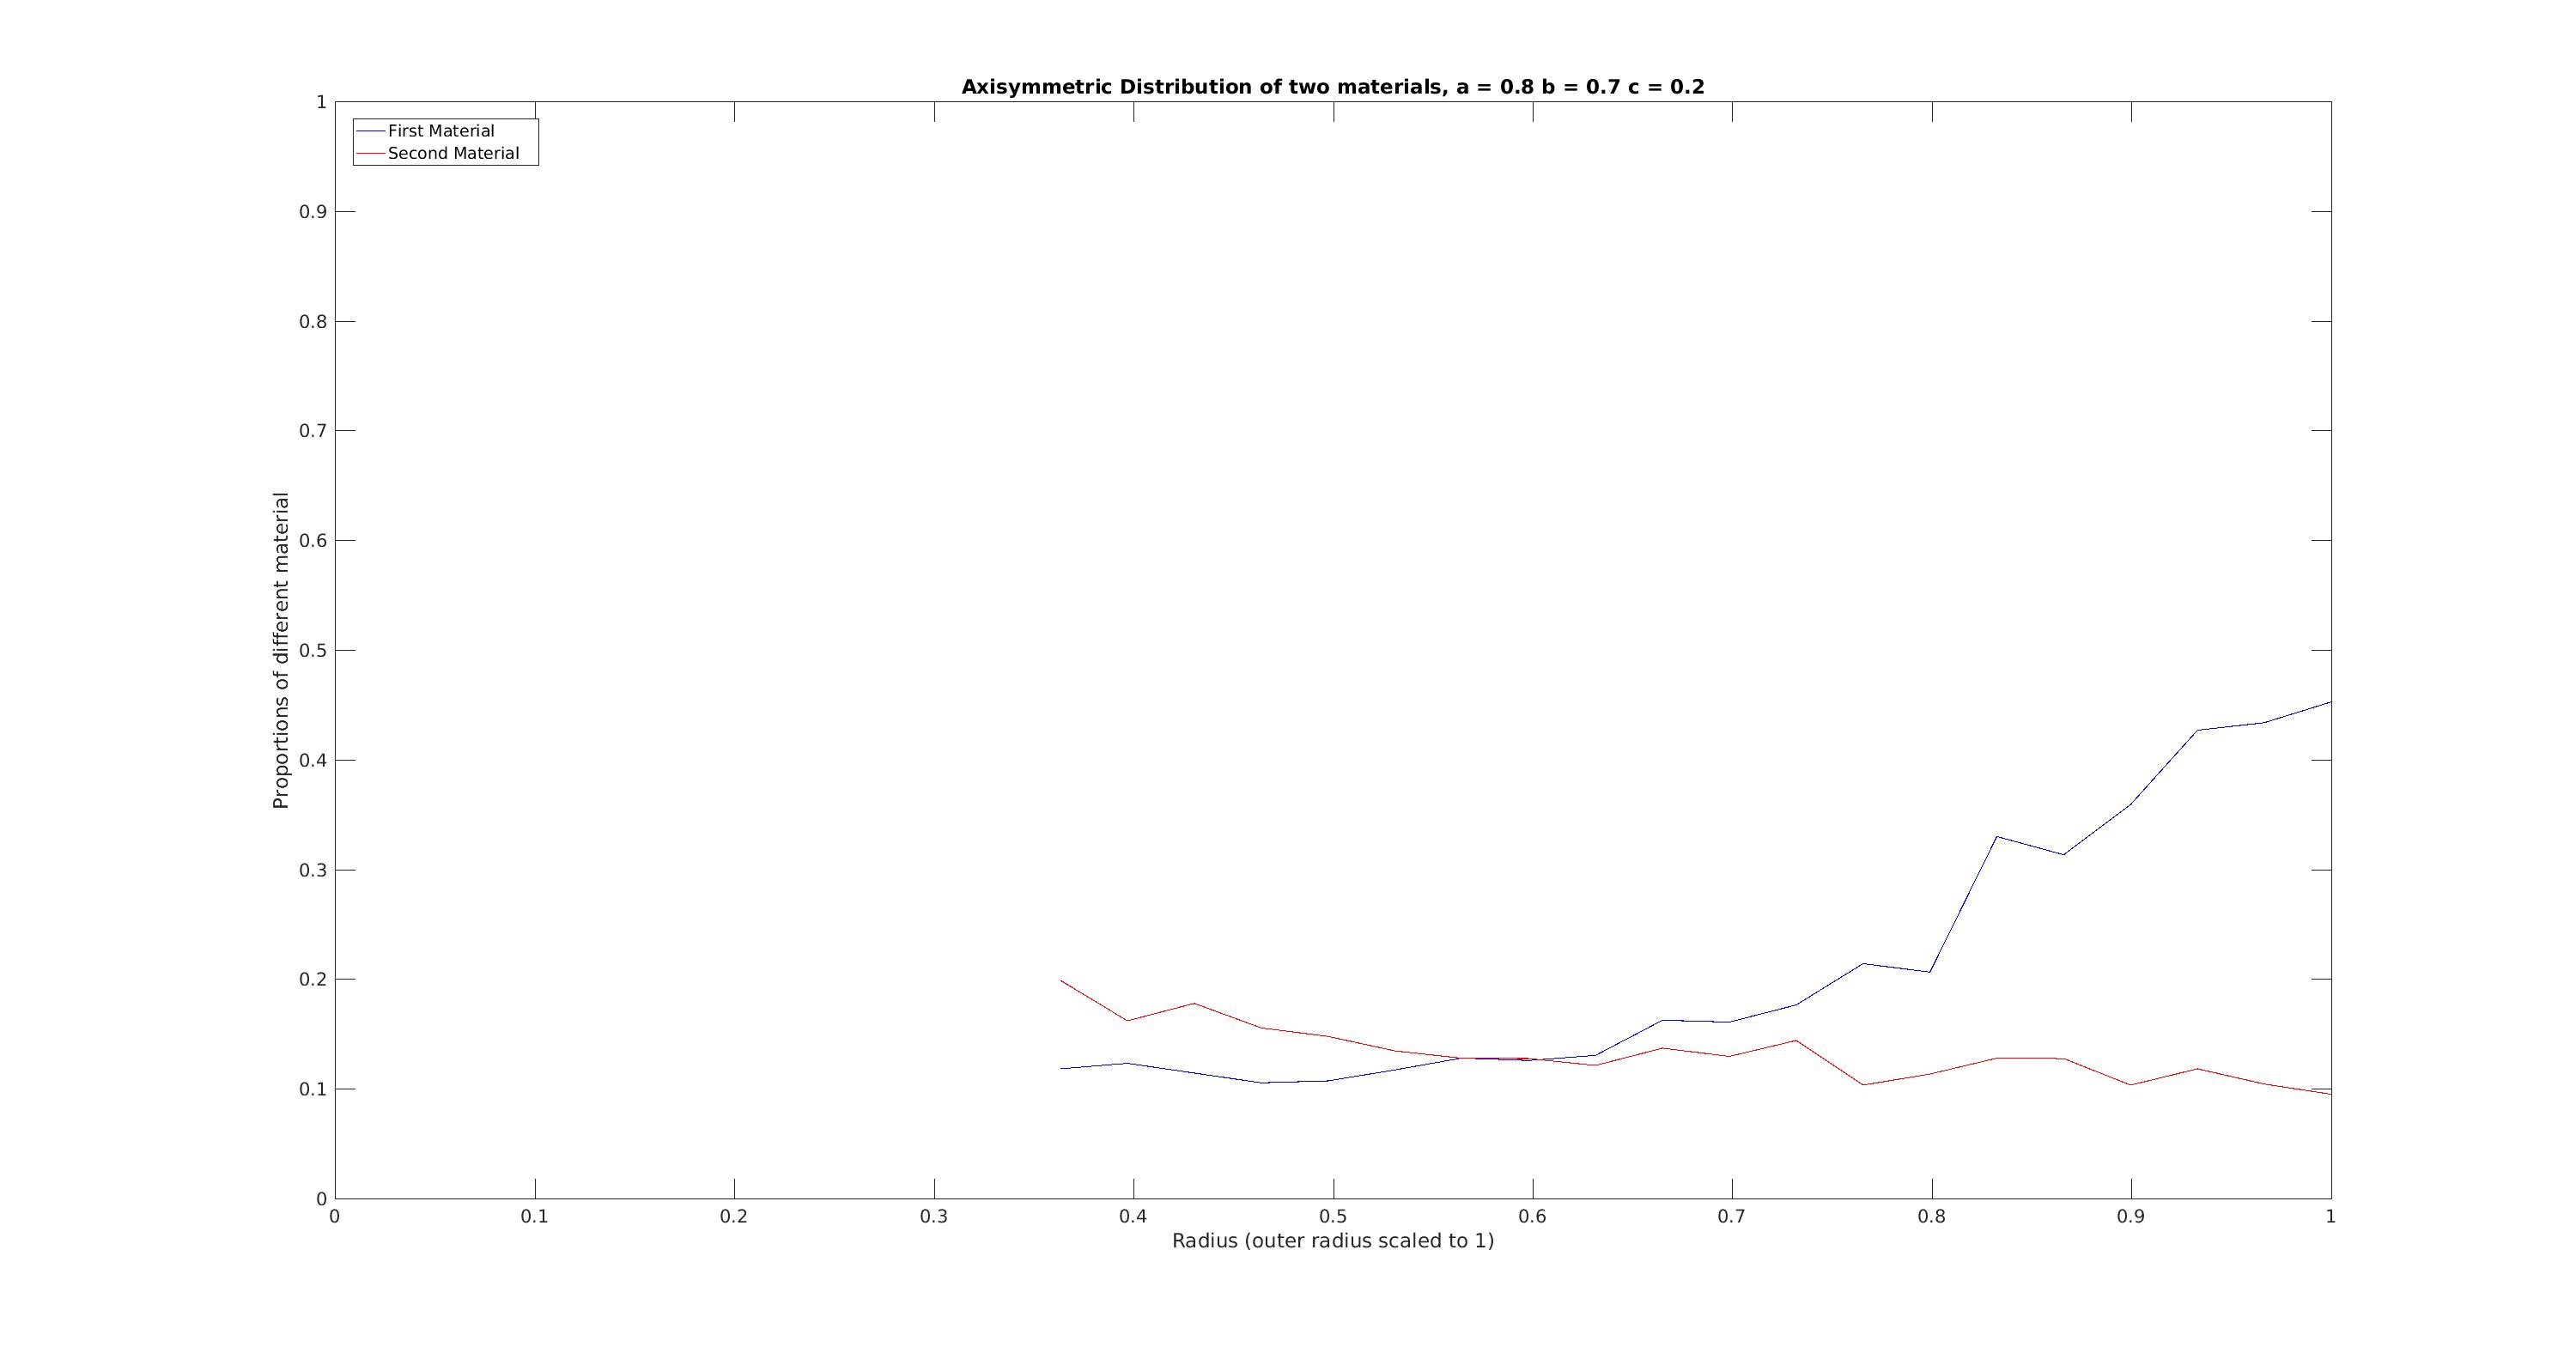 Axisymmetric Distribution of two materials, a = 0.8 b = 0.7 c = 0.2
First Material
Second Material
Proportions of different material
1
0.9
0.8
0.7
0.6
0.5
0.4
0.3
0.2
0.1
0
0 0.1 0.2 0.3 0.4 0.5 0.6 0.7 0.8 0.9 1
Radius (outer radius scaled to 1)